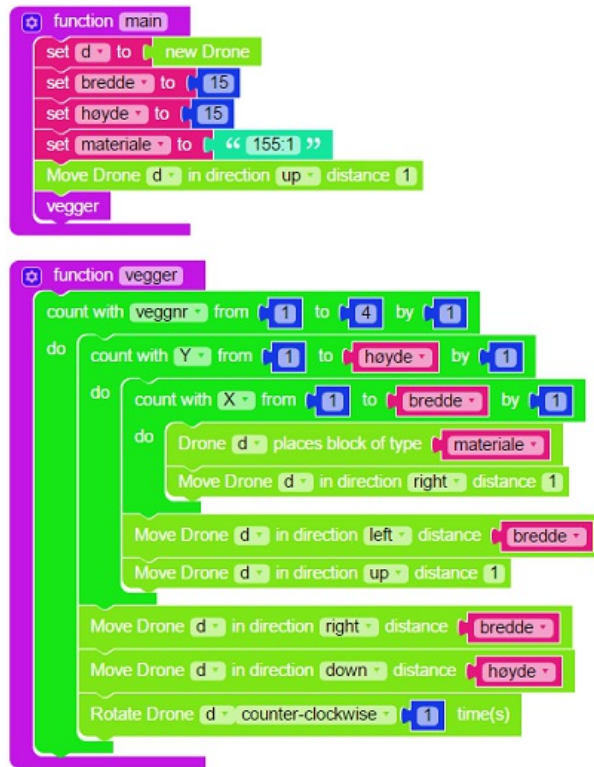 function main
set d to new Drone
set bredde to 15
set høyde to 15
set materiale to “ 155:1 ”
Move Drone d in direction up distance 1
vegger
function vegger
count with veggnr from 1 to 4 by 1
do count with Y from 1 to høyde by 1
do count with X from 1 to bredde by 1
do Drone d places block of type materiale
Move Drone d in direction right distance 1
Move Drone d in direction left distance bredde
Move Drone d in direction up distance 1
Move Drone d in direction right distance bredde
Move Drone d in direction down distance høyde
Rotate Drone d counter-clockwise 1 time(s)